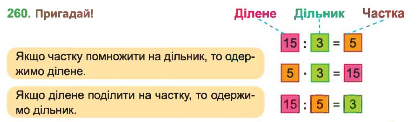 260. Пригадай!
Ділене Дільник Частка
15 : 3 = 5
Якщо частку помножити на дільник, то одер-
жимо ділене.
5 · 3 = 15
Якщо ділене поділити на частку, то одержи-
мо дільник.
15 : 5 = 3